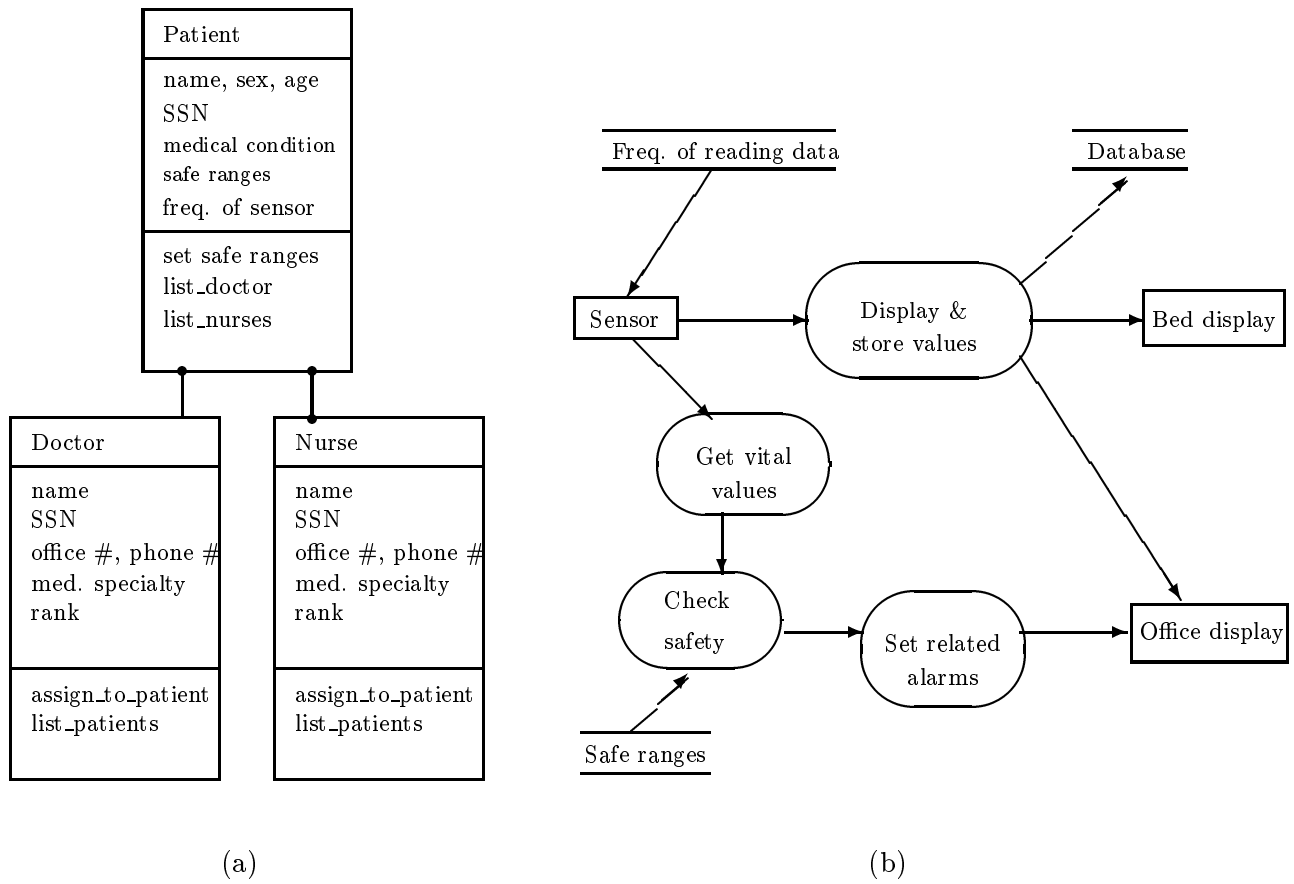 Patient
name, sex, age
SSN
medical condition
safe ranges
freq. of sensor
set safe ranges
list_doctor
list_nurses
Doctor
name
SSN
office #, phone #
med. specialty
rank
assign_to_patient
list_patients
Nurse
name
SSN
office #, phone #
med. specialty
rank
assign_to_patient
list_patients
(a)
Freq. of reading data
Database
Sensor
Display &
store values
Bed display
Get vital
values
Check
safety
Set related
alarms
Office display
Safe ranges
(b)